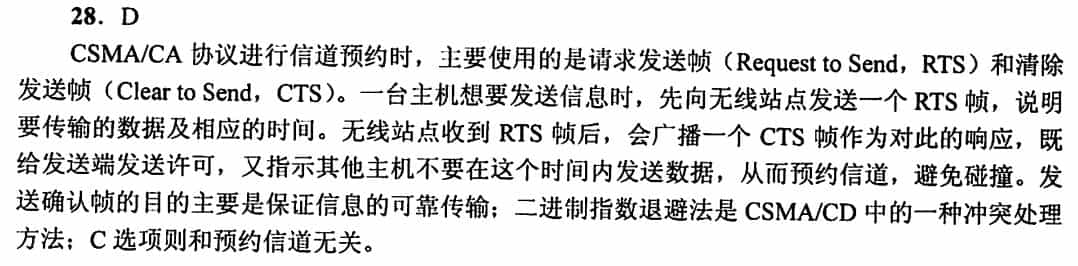 28. D
CSMA/CA 协议进行信道预约时，主要使用的是请求发送帧（Request to Send，RTS）和清除
发送帧（Clear to Send，CTS）。一台主机想要发送信息时，先向无线站点发送一个 RTS 帧，说明
要传输的数据及相应的时间。无线站点收到 RTS 帧后，会广播一个 CTS 帧作为对此的响应，既
给发送端发送许可，又指示其他主机不要在这个时间内发送数据，从而预约信道，避免碰撞。发
送确认帧的目的主要是保证信息的可靠传输；二进制指数退避法是 CSMA/CD 中的一种冲突处理
方法；C 选项则和预约信道无关。